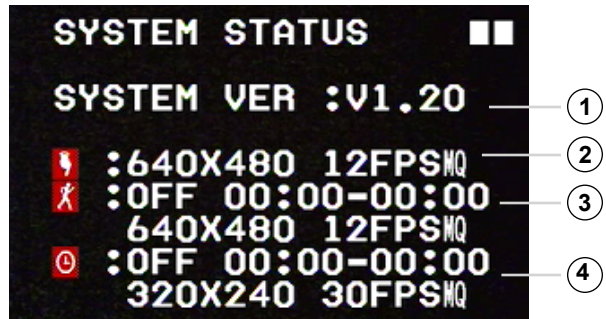 SYSTEM STATUS
SYSTEM VER :V1.20
1
:640X480 12FPSMQ
2
:OFF 00:00-00:00
3
640X480 12FPSMQ
:OFF 00:00-00:00
4
320X240 30FPSMQ